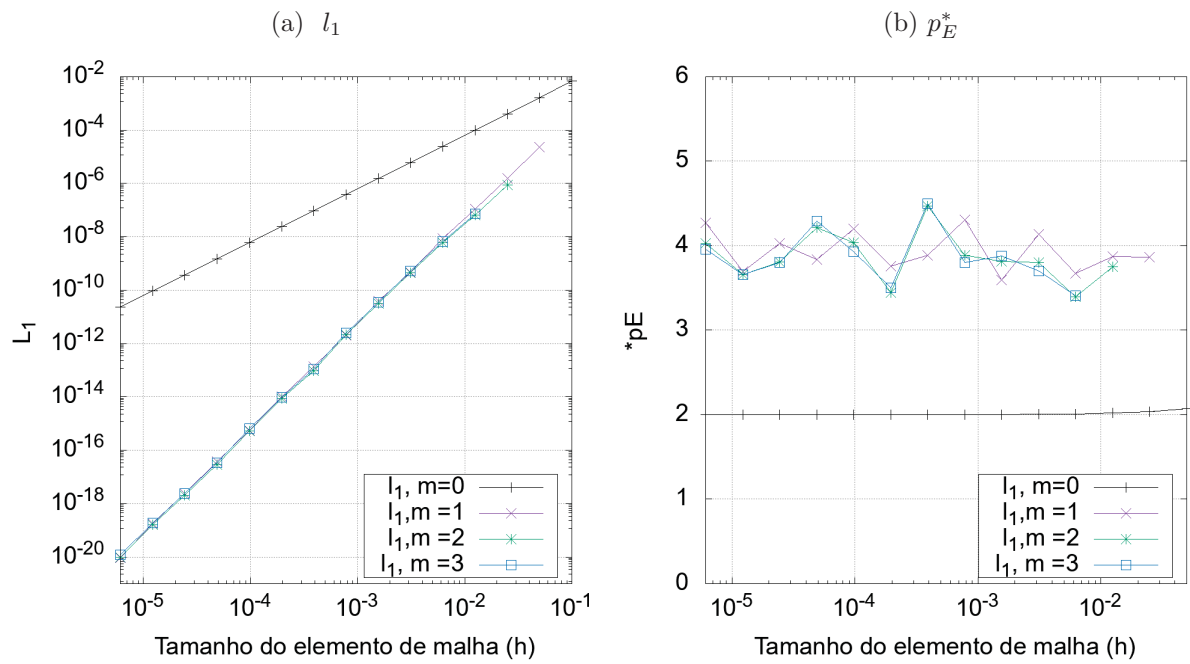 (a) l₁
(b) p*_E
10⁻²
10⁻⁴
10⁻⁶
10⁻⁸
10⁻¹⁰
10⁻¹²
10⁻¹⁴
10⁻¹⁶
10⁻¹⁸
10⁻²⁰
L₁
l₁, m=0
l₁,m =1
l₁,m =2
l₁, m =3
10⁻⁵
10⁻⁴
10⁻³
10⁻²
10⁻¹
Tamanho do elemento de malha (h)
6
5
4
3
2
1
0
*pE
l₁, m=0
l₁,m =1
l₁,m =2
l₁, m =3
10⁻⁵
10⁻⁴
10⁻³
10⁻²
Tamanho do elemento de malha (h)